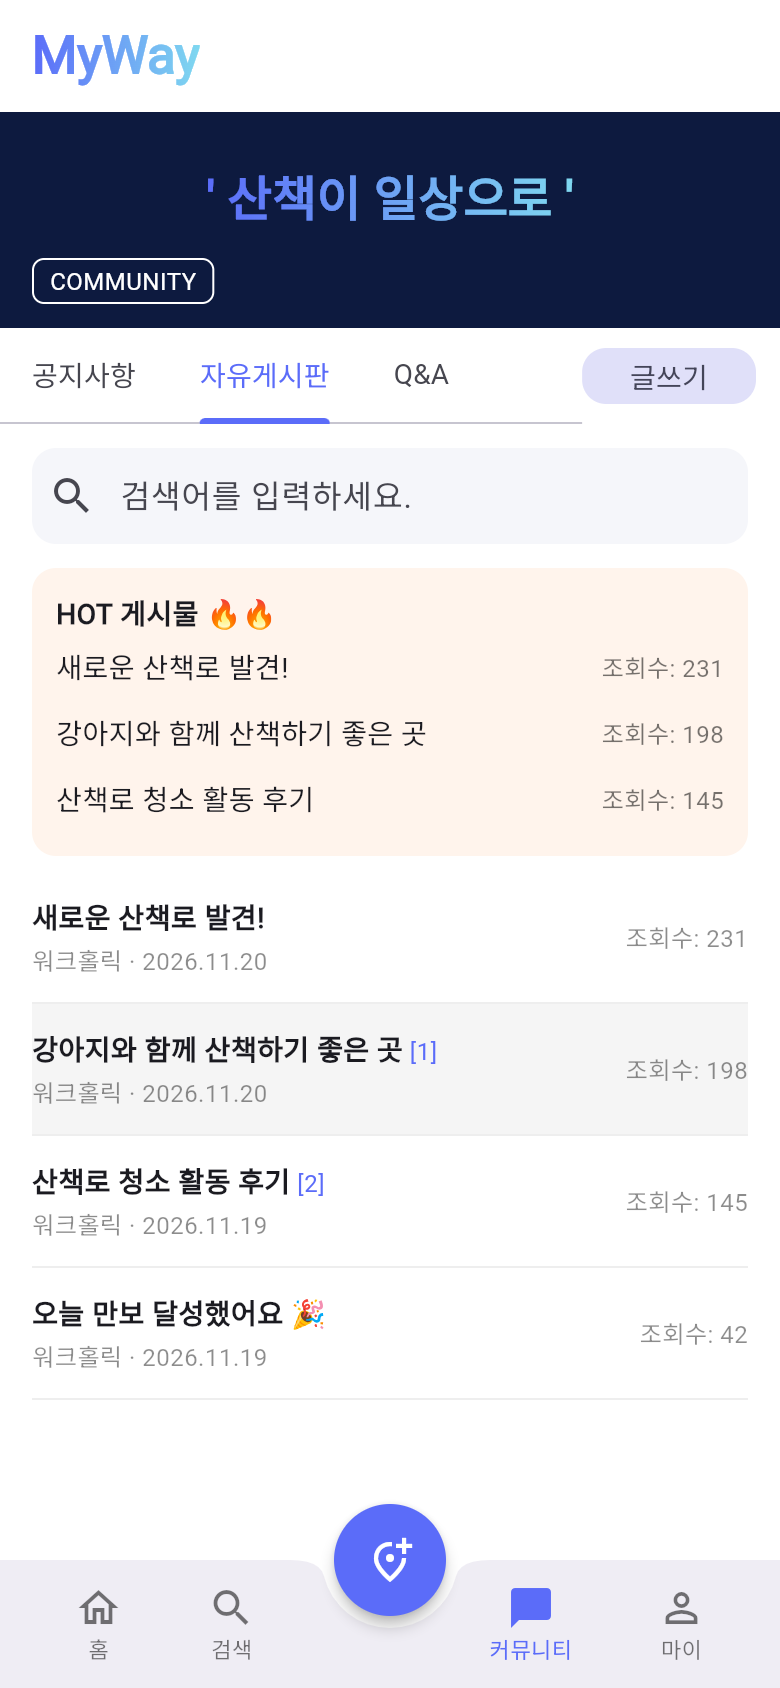 MyWay
' 산책이 일상으로 '
COMMUNITY
공지사항 자유게시판 Q&A 글쓰기
검색어를 입력하세요.
HOT 게시물 🔥🔥
새로운 산책로 발견! 조회수: 231
강아지와 함께 산책하기 좋은 곳 조회수: 198
산책로 청소 활동 후기 조회수: 145
새로운 산책로 발견!
워크홀릭 · 2026.11.20
조회수: 231
강아지와 함께 산책하기 좋은 곳 [1]
워크홀릭 · 2026.11.20
조회수: 198
산책로 청소 활동 후기 [2]
워크홀릭 · 2026.11.19
조회수: 145
오늘 만보 달성했어요 🎉
워크홀릭 · 2026.11.19
조회수: 42
홈 검색 커뮤니티 마이